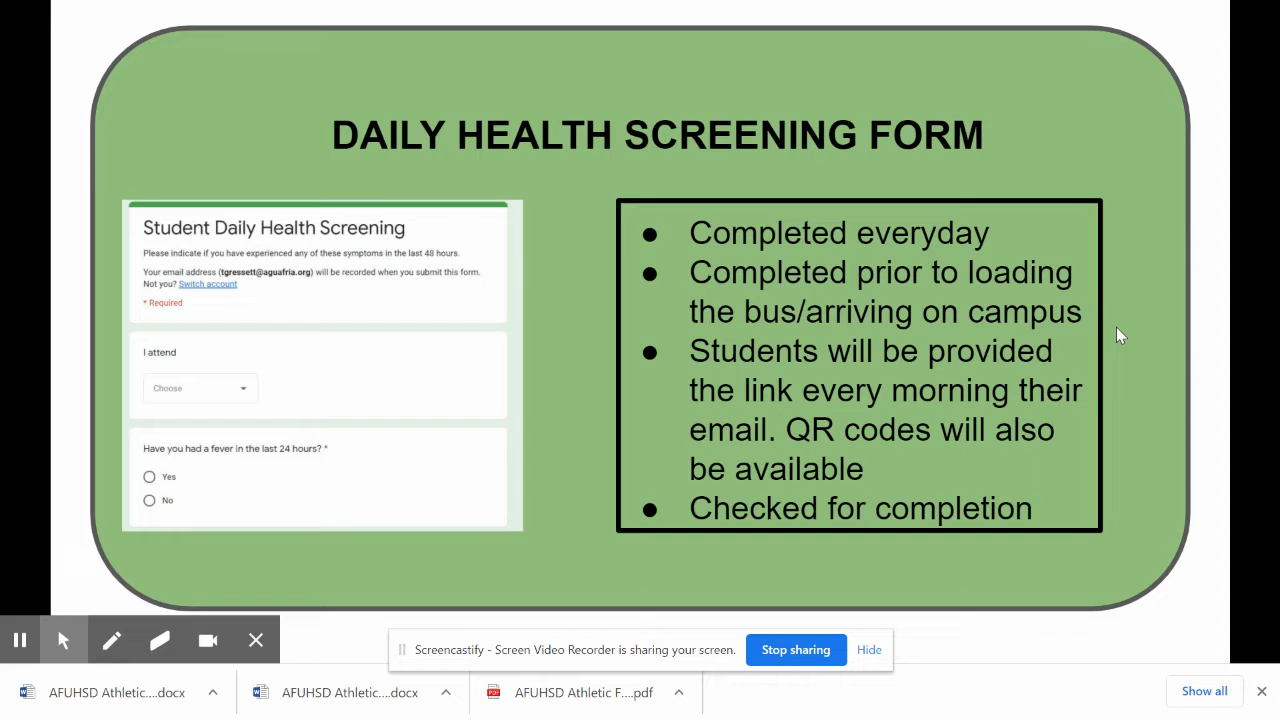 DAILY HEALTH SCREENING FORM
Student Daily Health Screening
Please indicate if you have experienced any of these symptoms in the last 48 hours.
Your email address (tgressett@aguafria.org) will be recorded when you submit this form.
Not you? Switch account
* Required
I attend
Choose
Have you had a fever in the last 24 hours? *
Yes
No
● Completed everyday
● Completed prior to loading
the bus/arriving on campus
● Students will be provided
the link every morning their
email. QR codes will also
be available
● Checked for completion
Screencastify - Screen Video Recorder is sharing your screen.
Stop sharing
Hide
AFUHSD Athletic....docx
AFUHSD Athletic....docx
AFUHSD Athletic F....pdf
Show all